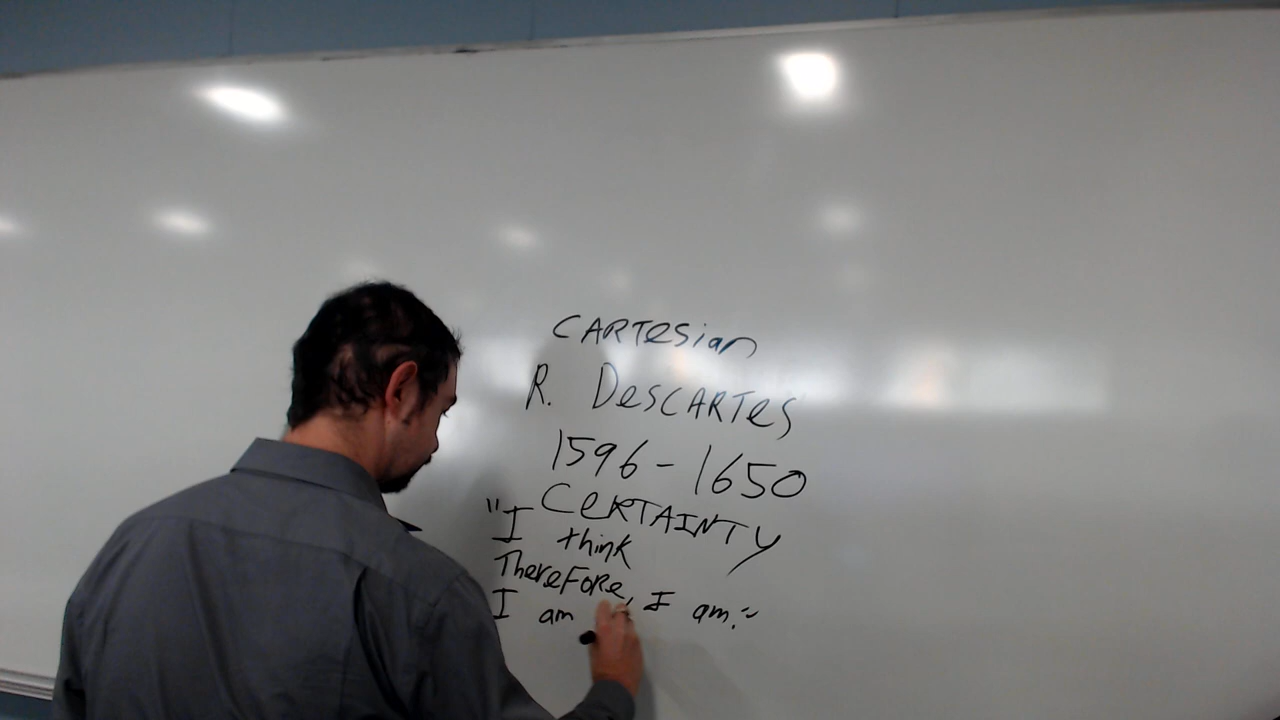 CARTesian
R. DesCARTes
1596-1650
CeRTAINTY
"I think
ThereFoRe, I am."
I am